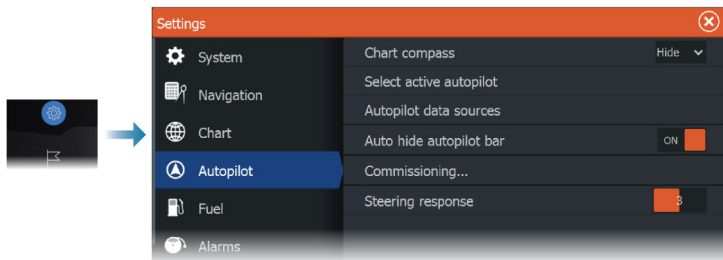 Settings
System
Navigation
Chart
Autopilot
Fuel
Alarms
Chart compass Hide
Select active autopilot
Autopilot data sources
Auto hide autopilot bar ON
Commissioning...
Steering response 3